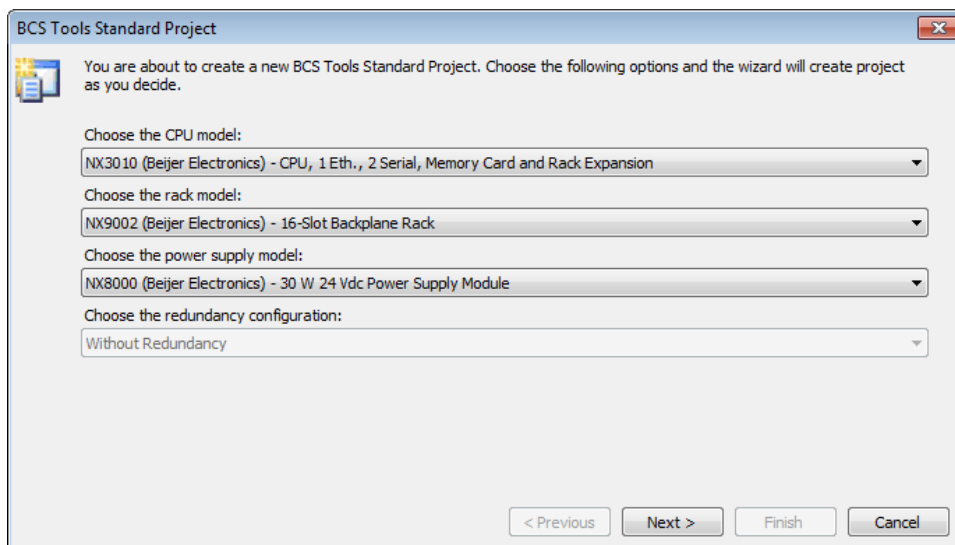 BCS Tools Standard Project
You are about to create a new BCS Tools Standard Project. Choose the following options and the wizard will create project
as you decide.
Choose the CPU model:
NX3010 (Beijer Electronics) - CPU, 1 Eth., 2 Serial, Memory Card and Rack Expansion
Choose the rack model:
NX9002 (Beijer Electronics) - 16-Slot Backplane Rack
Choose the power supply model:
NX8000 (Beijer Electronics) - 30 W 24 Vdc Power Supply Module
Choose the redundancy configuration:
Without Redundancy
< Previous
Next >
Finish
Cancel